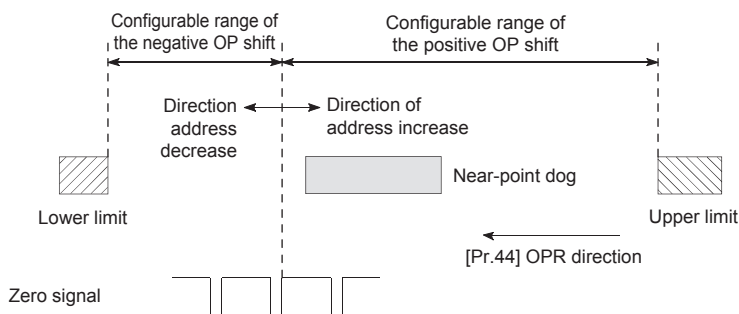 Configurable range of
the negative OP shift
Configurable range of
the positive OP shift
Direction
address
decrease
Direction of
address increase
Near-point dog
Lower limit
Upper limit
[Pr.44] OPR direction
Zero signal